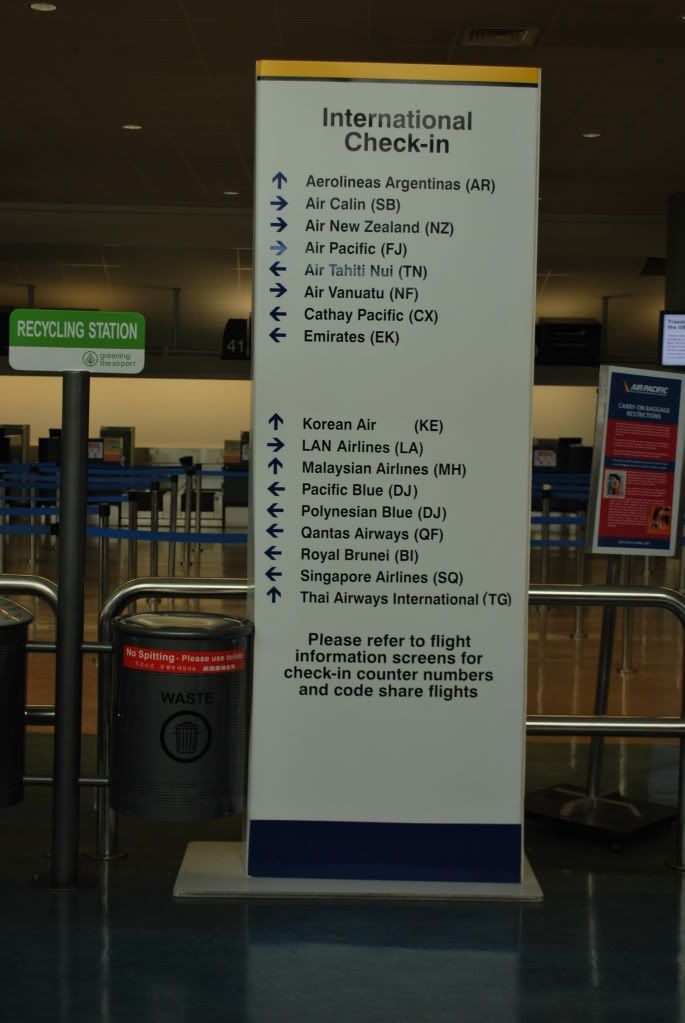 International
Check-in
↑ Aerolineas Argentinas (AR)
→ Air Calin (SB)
→ Air New Zealand (NZ)
→ Air Pacific (FJ)
← Air Tahiti Nui (TN)
→ Air Vanuatu (NF)
← Cathay Pacific (CX)
← Emirates (EK)
↑ Korean Air (KE)
→ LAN Airlines (LA)
↑ Malaysian Airlines (MH)
← Pacific Blue (DJ)
← Polynesian Blue (DJ)
← Qantas Airways (QF)
← Royal Brunei (BI)
← Singapore Airlines (SQ)
↑ Thai Airways International (TG)
Please refer to flight
information screens for
check-in counter numbers
and code share flights
RECYCLING STATION
greening
the airport
41
No Spitting - Please use toilets
WASTE
AIR PACIFIC
CARRY-ON BAGGAGE
RESTRICTIONS